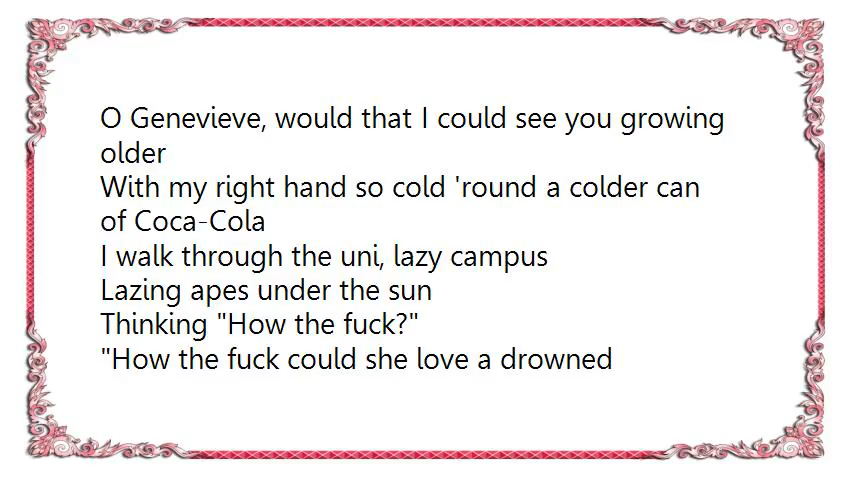 O Genevieve, would that I could see you growing
older
With my right hand so cold 'round a colder can
of Coca-Cola
I walk through the uni, lazy campus
Lazing apes under the sun
Thinking "How the fuck?"
"How the fuck could she love a drowned